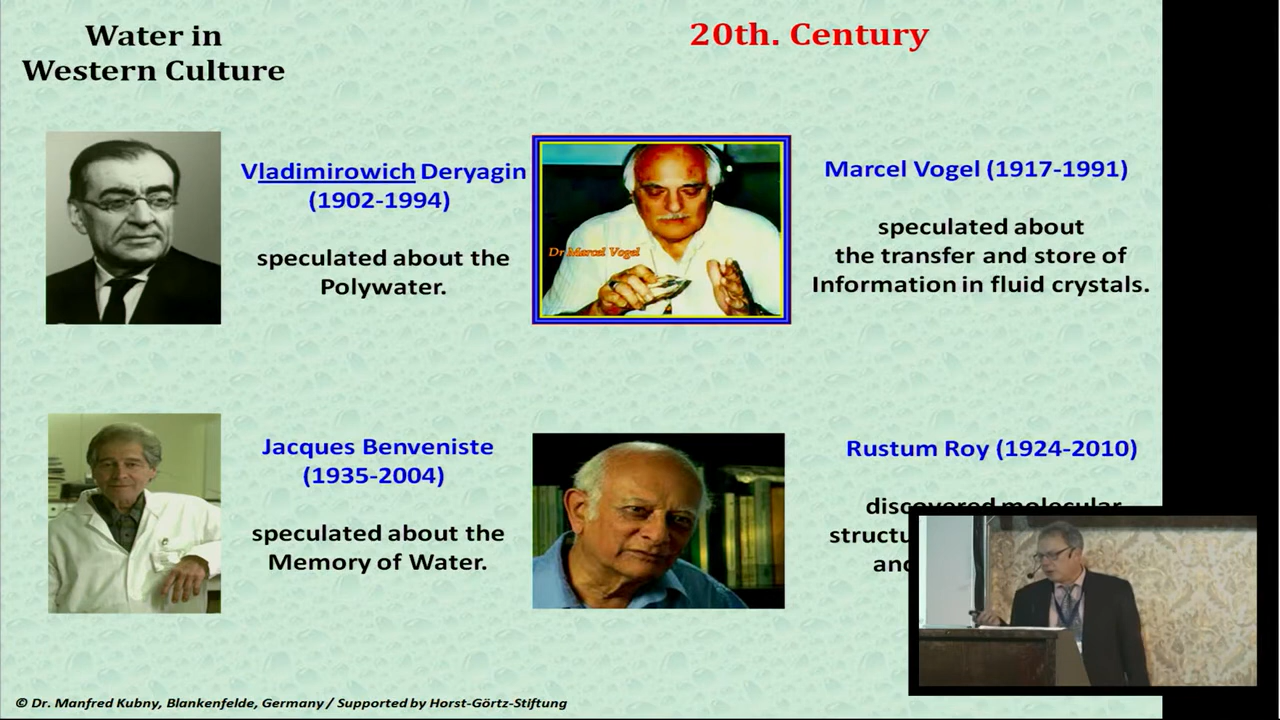 Water in
Western Culture
20th. Century
Vladimirowich Deryagin
(1902-1994)
speculated about the
Polywater.
Dr Marcel Vogel
Marcel Vogel (1917-1991)
speculated about
the transfer and store of
Information in fluid crystals.
Jacques Benveniste
(1935-2004)
speculated about the
Memory of Water.
Rustum Roy (1924-2010)
discovered molecular
© Dr. Manfred Kubny, Blankenfelde, Germany / Supported by Horst-Görtz-Stiftung